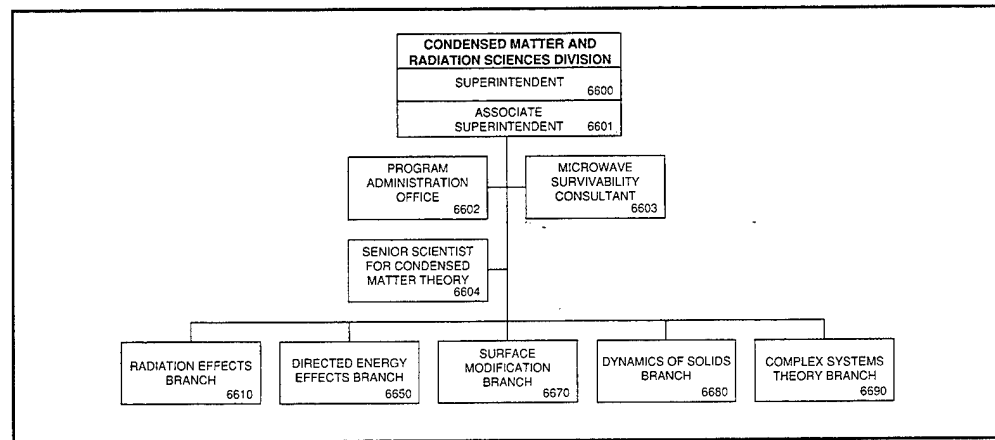 CONDENSED MATTER AND
RADIATION SCIENCES DIVISION
SUPERINTENDENT
6600
ASSOCIATE
SUPERINTENDENT 6601
PROGRAM
ADMINISTRATION
OFFICE
6602
MICROWAVE
SURVIVABILITY
CONSULTANT
6603
SENIOR SCIENTIST
FOR CONDENSED
MATTER THEORY
6604
RADIATION EFFECTS
BRANCH
6610
DIRECTED ENERGY
EFFECTS BRANCH
6650
SURFACE
MODIFICATION
BRANCH
6670
DYNAMICS OF SOLIDS
BRANCH
6680
COMPLEX SYSTEMS
THEORY BRANCH
6690